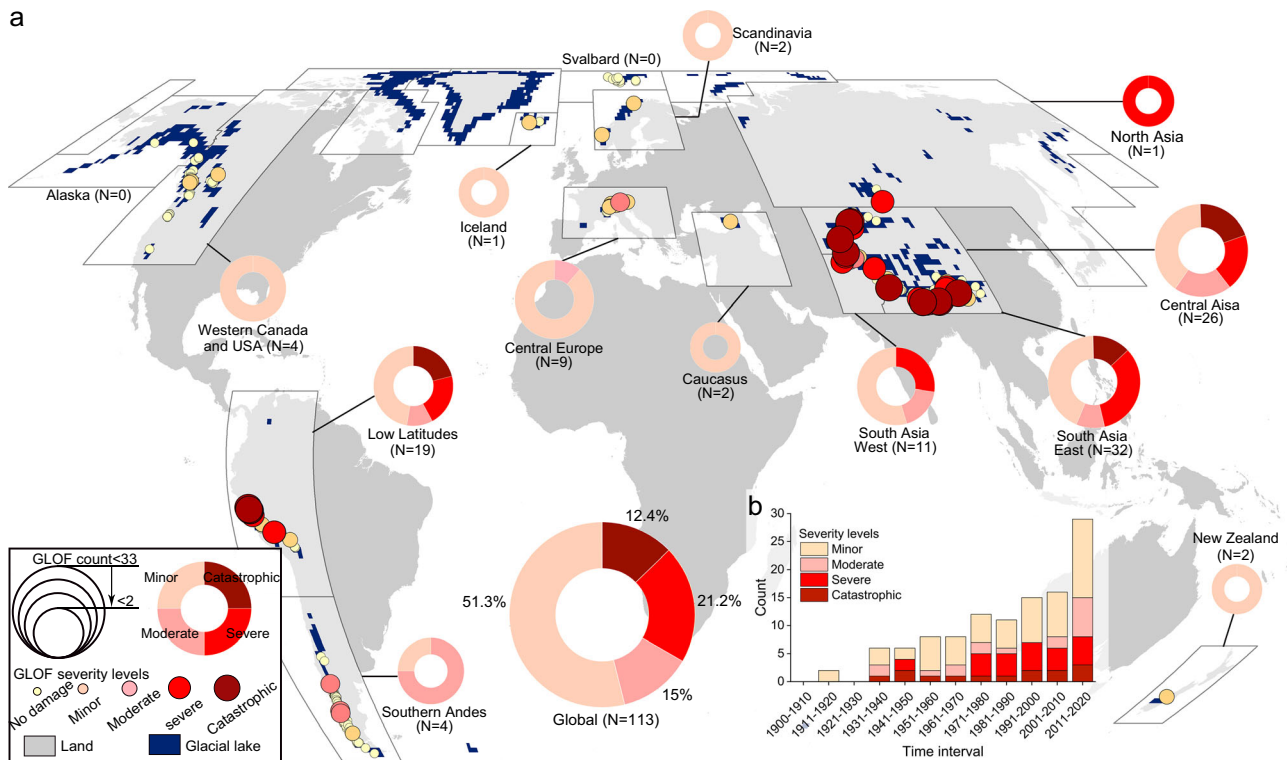 a
Scandinavia
(N=2)
Svalbard (N=0)
North Asia
(N=1)
Alaska (N=0)
Iceland
(N=1)
Central Aisa
(N=26)
Western Canada
and USA (N=4)
Central Europe
(N=9)
Caucasus
(N=2)
South Asia
West (N=11)
South Asia
East (N=32)
Low Latitudes
(N=19)
Southern Andes
(N=4)
12.4%
21.2%
15%
51.3%
Global (N=113)
New Zealand
(N=2)
GLOF count<33
<2
Minor
Catastrophic
Moderate
Severe
GLOF severity levels
No damage
Minor
Moderate
severe
Catastrophic
Land
Glacial lake
b
Severity levels
Minor
Moderate
Severe
Catastrophic
Count
30
25
20
15
10
5
0
1900-1910
1911-1920
1921-1930
1931-1940
1941-1950
1951-1960
1961-1970
1971-1980
1981-1990
1991-2000
2001-2010
2011-2020
Time interval